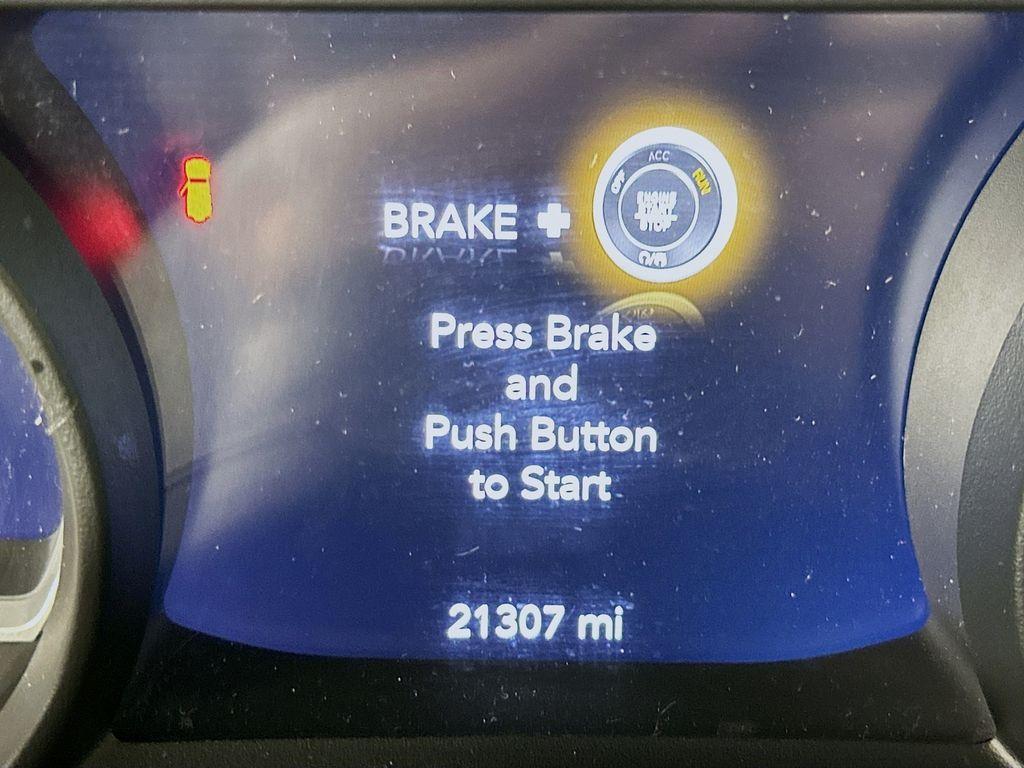 ACC
OFF
RUN
ENGINE
START
STOP
BRAKE +
Press Brake
and
Push Button
to Start
21307 mi